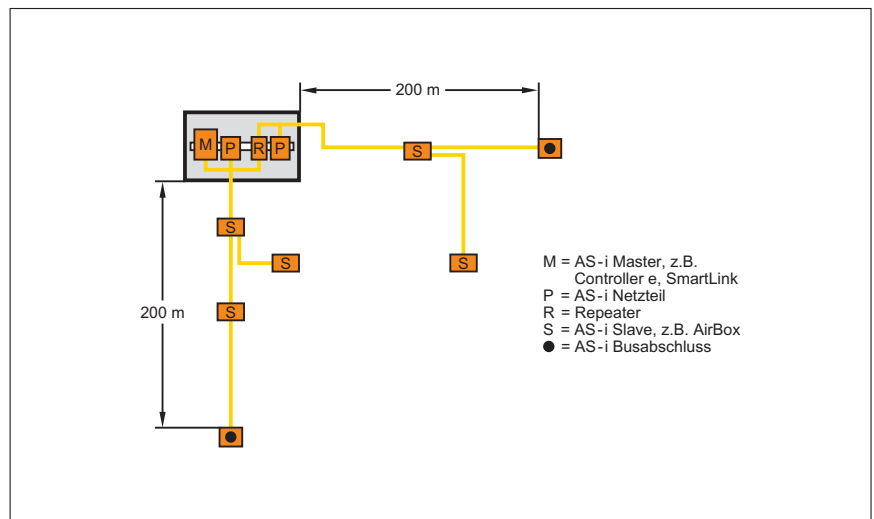 200 m
M P R P
S
S
S
S
200 m
S
M = AS-i Master, z.B.
Controller e, SmartLink
P = AS-i Netzteil
R = Repeater
S = AS-i Slave, z.B. AirBox
● = AS-i Busabschluss